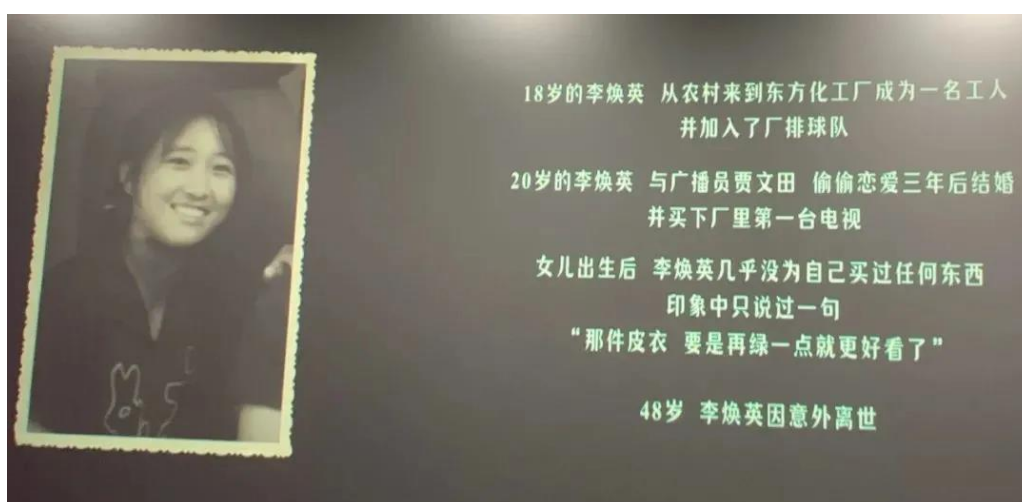 18岁的李焕英 从农村来到东方化工厂成为一名工人
并加入了厂排球队
20岁的李焕英 与广播员贾文田 偷偷恋爱三年后结婚
并买下厂里第一台电视
女儿出生后 李焕英几乎没为自己买过任何东西
印象中只说过一句
“那件皮衣 要是再绿一点就更好看了”
48岁 李焕英因意外离世